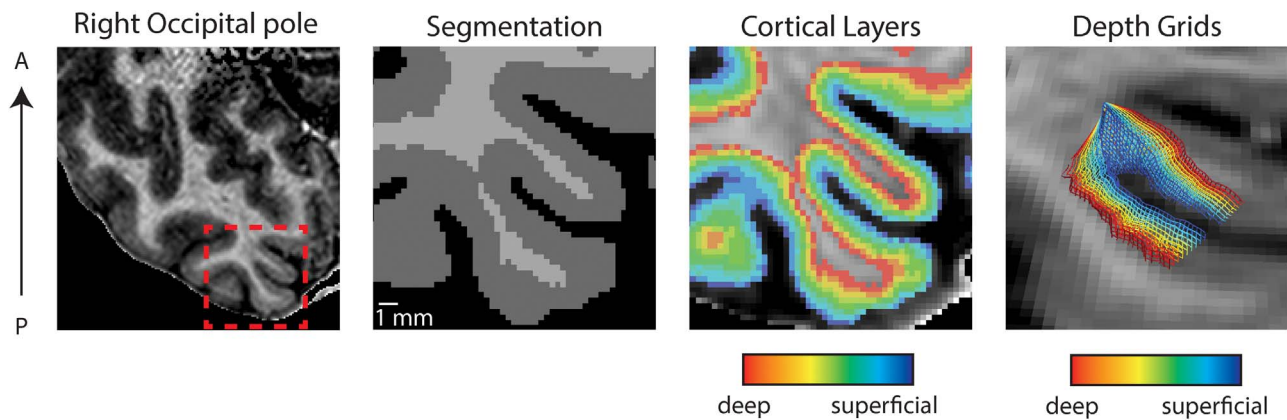 Right Occipital pole
Segmentation
Cortical Layers
Depth Grids
A
P
1 mm
deep superficial
deep superficial